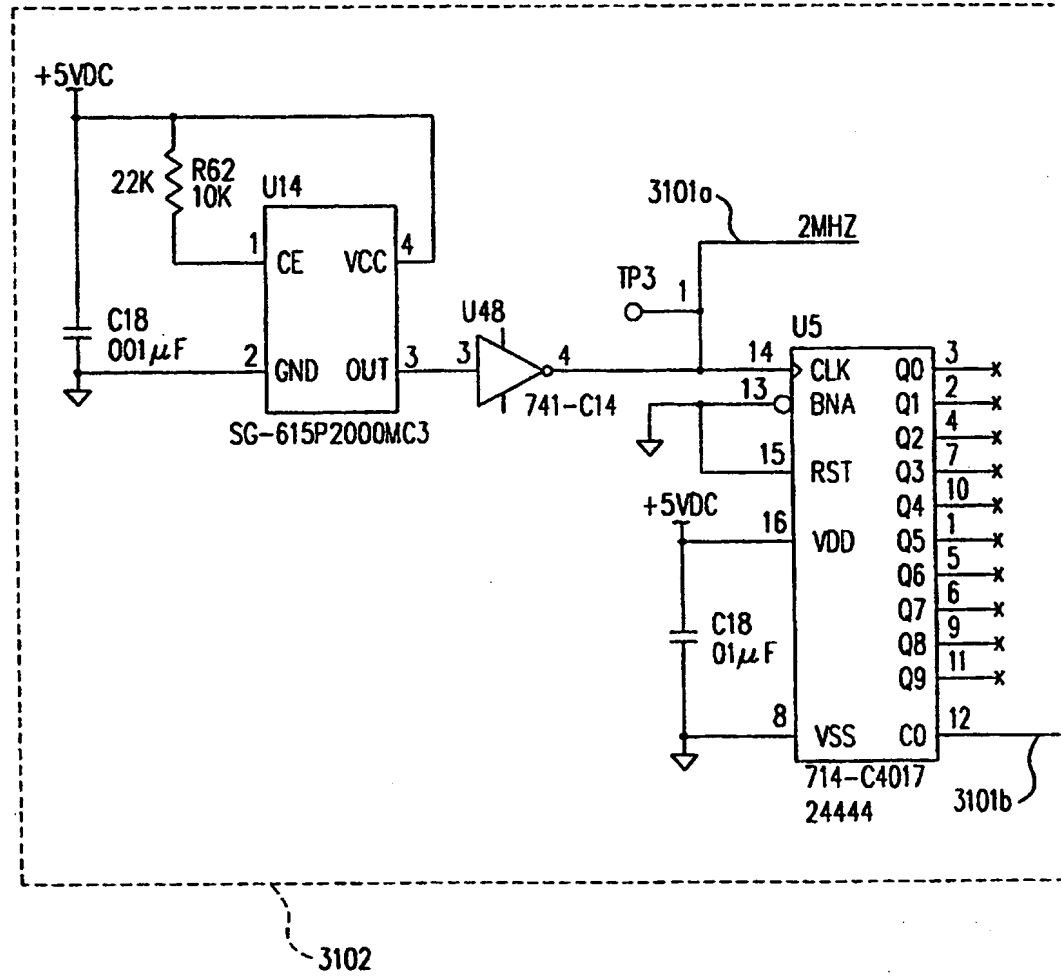 +5VDC
22K
R62
10K
U14
1
CE
VCC
4
C18
001µF
2
GND
OUT
3
SG-615P2000MC3
3
U48
4
741-C14
3101a
2MHZ
TP3
1
U5
14
CLK
13
BNA
15
RST
+5VDC
16
VDD
C18
01µF
8
VSS
Q0
3
x
Q1
2
x
Q2
4
x
Q3
7
x
Q4
10
x
Q5
1
x
Q6
5
x
Q7
6
x
Q8
9
x
Q9
11
x
CO
12
714-C4017
24444
3101b
3102